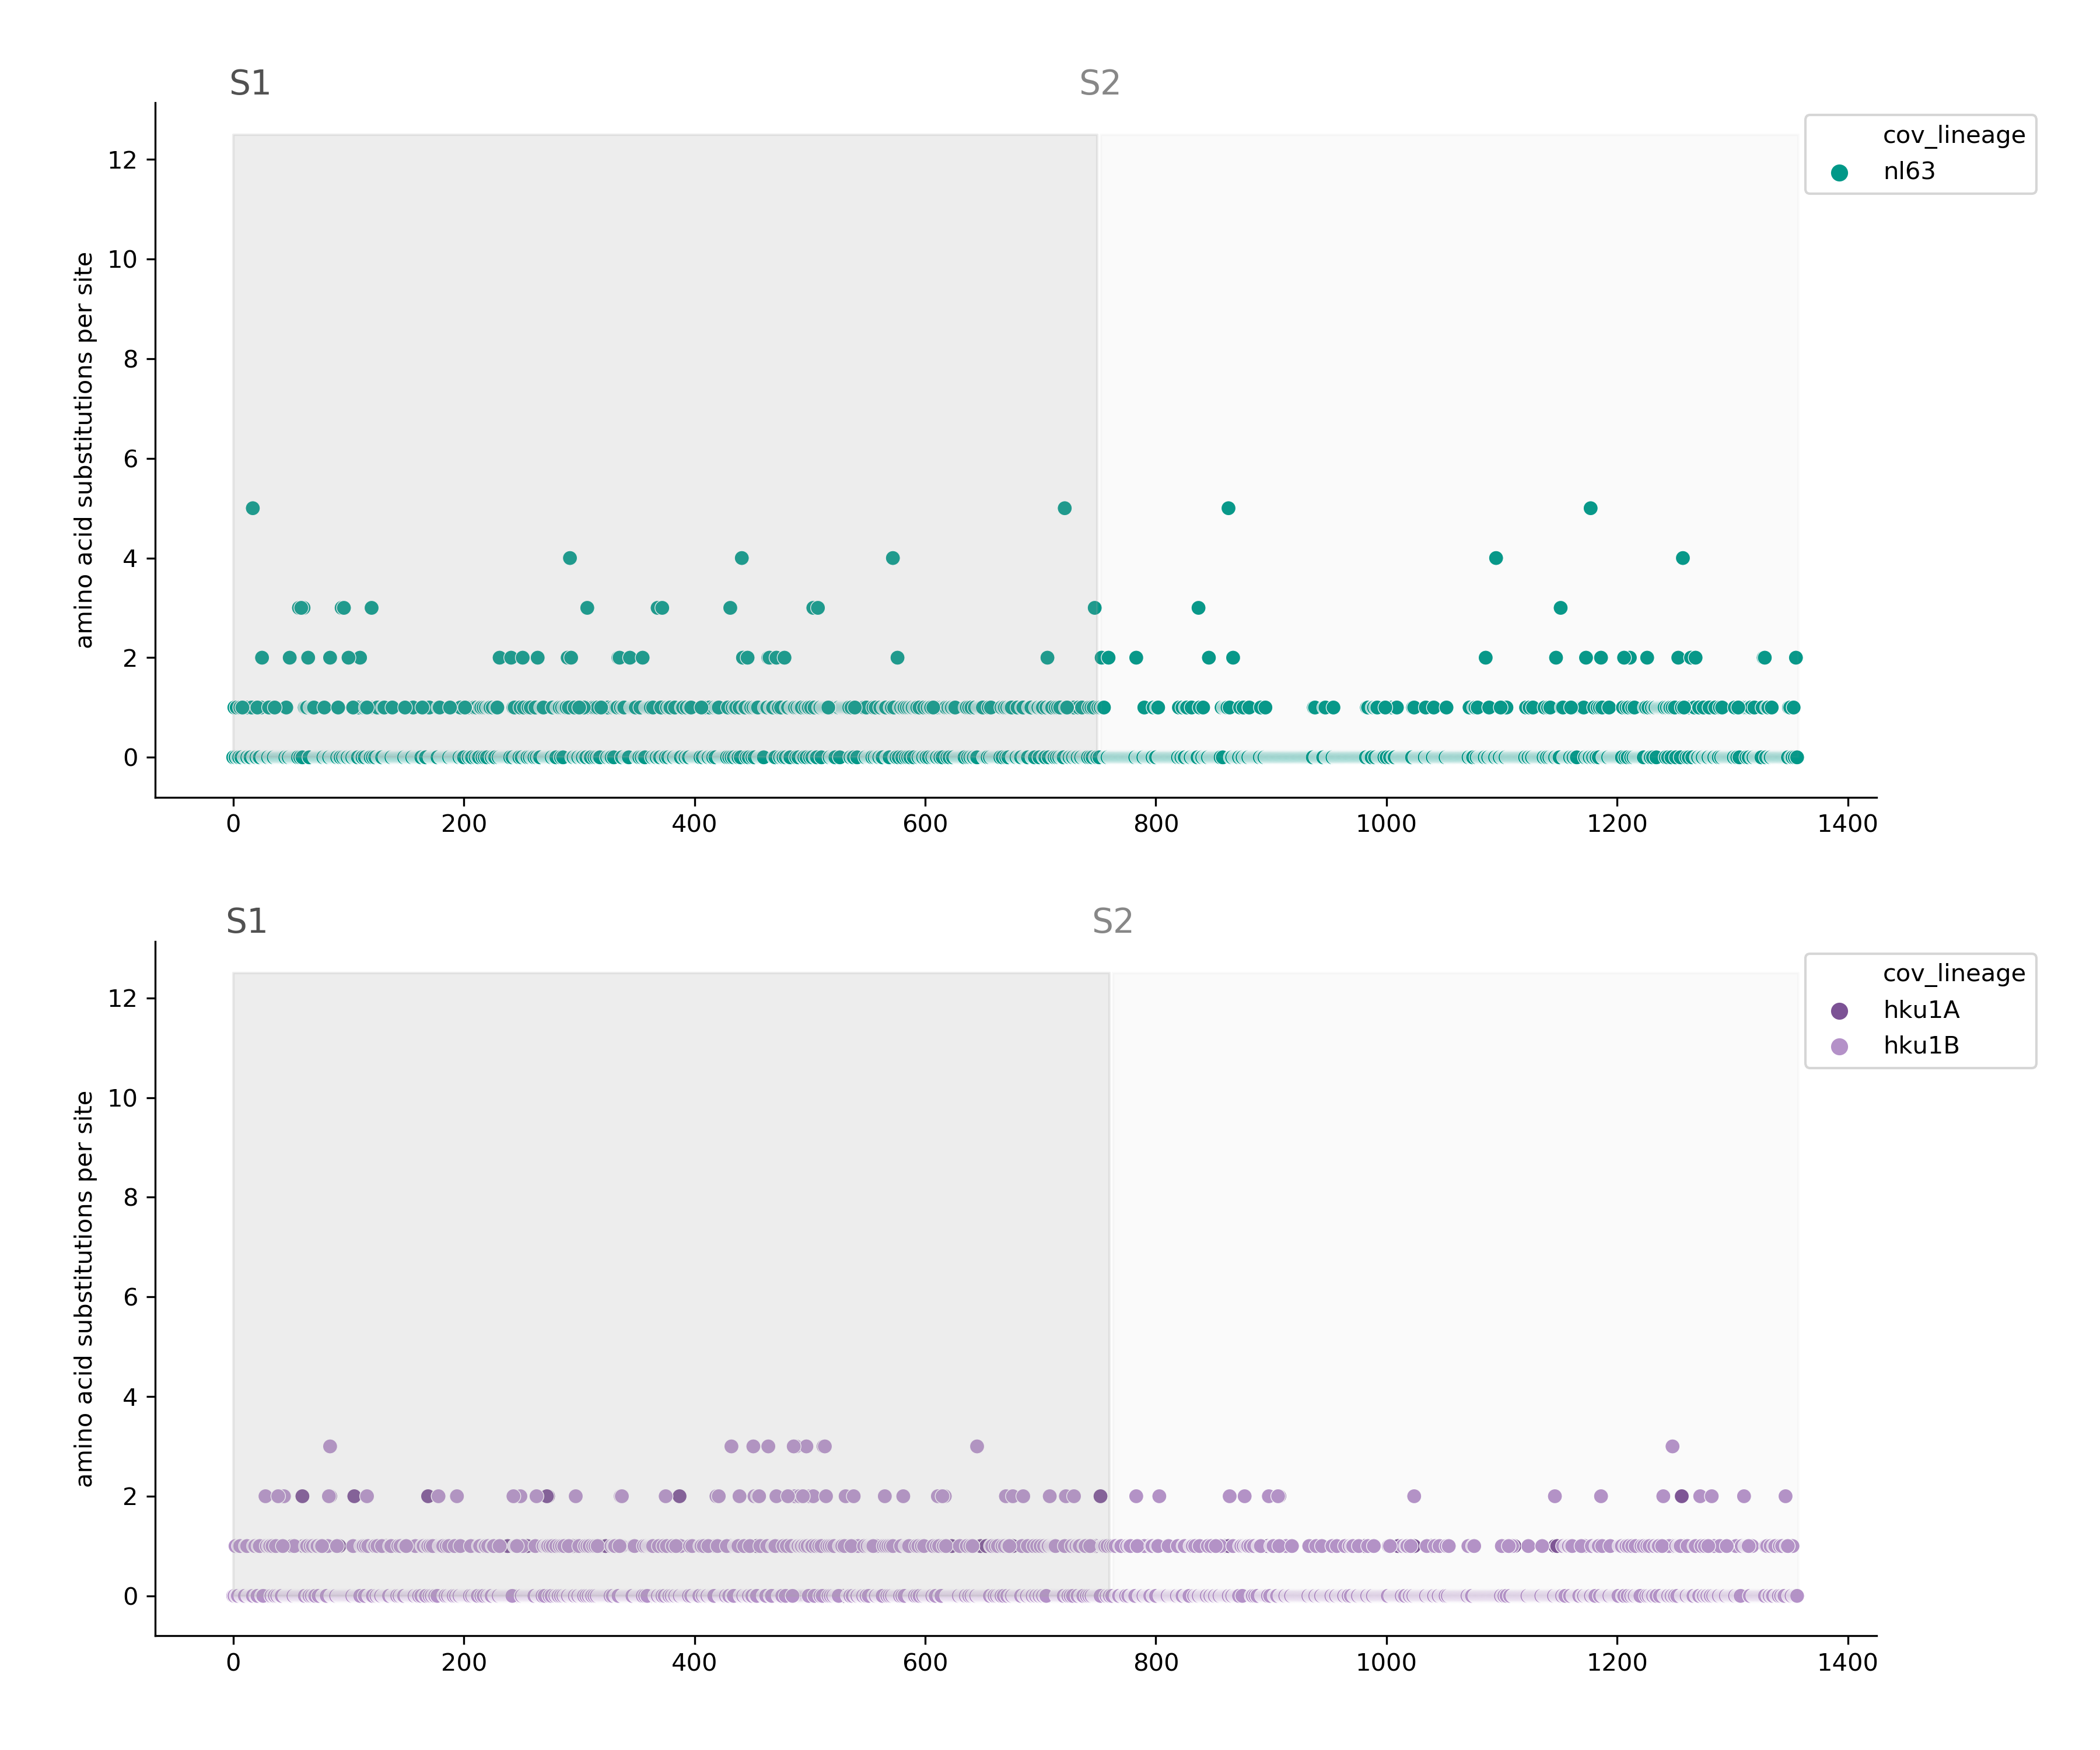 S1
S2
cov_lineage
nl63
amino acid substitutions per site
12
10
8
6
4
2
0
0 200 400 600 800 1000 1200 1400
S1
S2
cov_lineage
hku1A
hku1B
amino acid substitutions per site
12
10
8
6
4
2
0
0 200 400 600 800 1000 1200 1400